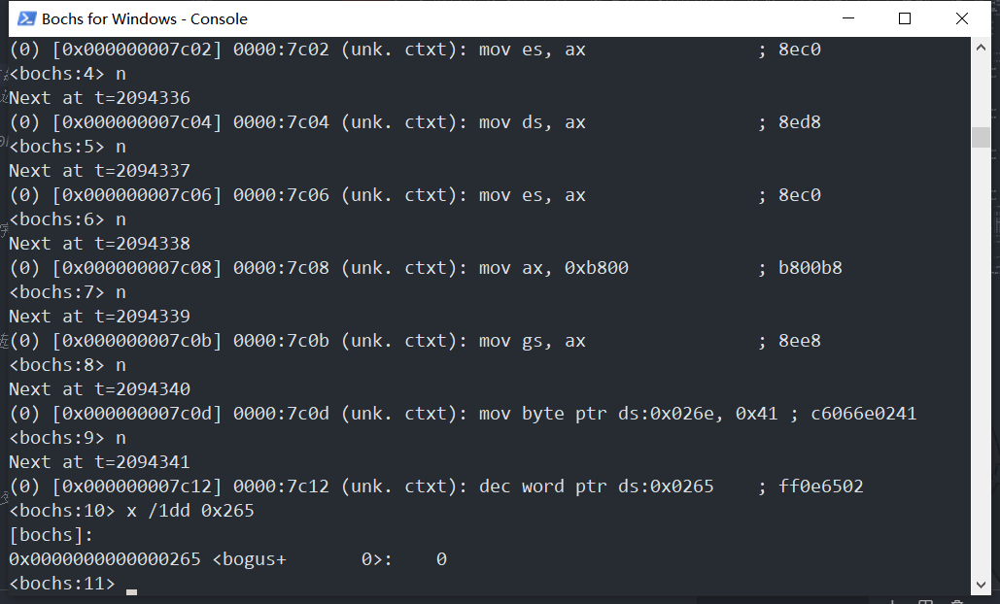 Bochs for Windows - Console
(0) [0x000000007c02] 0000:7c02 (unk. ctxt): mov es, ax                ; 8ec0
<bochs:4> n
Next at t=2094336
(0) [0x000000007c04] 0000:7c04 (unk. ctxt): mov ds, ax                ; 8ed8
<bochs:5> n
Next at t=2094337
(0) [0x000000007c06] 0000:7c06 (unk. ctxt): mov es, ax                ; 8ec0
<bochs:6> n
Next at t=2094338
(0) [0x000000007c08] 0000:7c08 (unk. ctxt): mov ax, 0xb800            ; b800b8
<bochs:7> n
Next at t=2094339
(0) [0x000000007c0b] 0000:7c0b (unk. ctxt): mov gs, ax                ; 8ee8
<bochs:8> n
Next at t=2094340
(0) [0x000000007c0d] 0000:7c0d (unk. ctxt): mov byte ptr ds:0x026e, 0x41 ; c6066e0241
<bochs:9> n
Next at t=2094341
(0) [0x000000007c12] 0000:7c12 (unk. ctxt): dec word ptr ds:0x0265    ; ff0e6502
<bochs:10> x /1dd 0x265
[bochs]:
0x0000000000000265 <bogus+       0>:    0
<bochs:11>